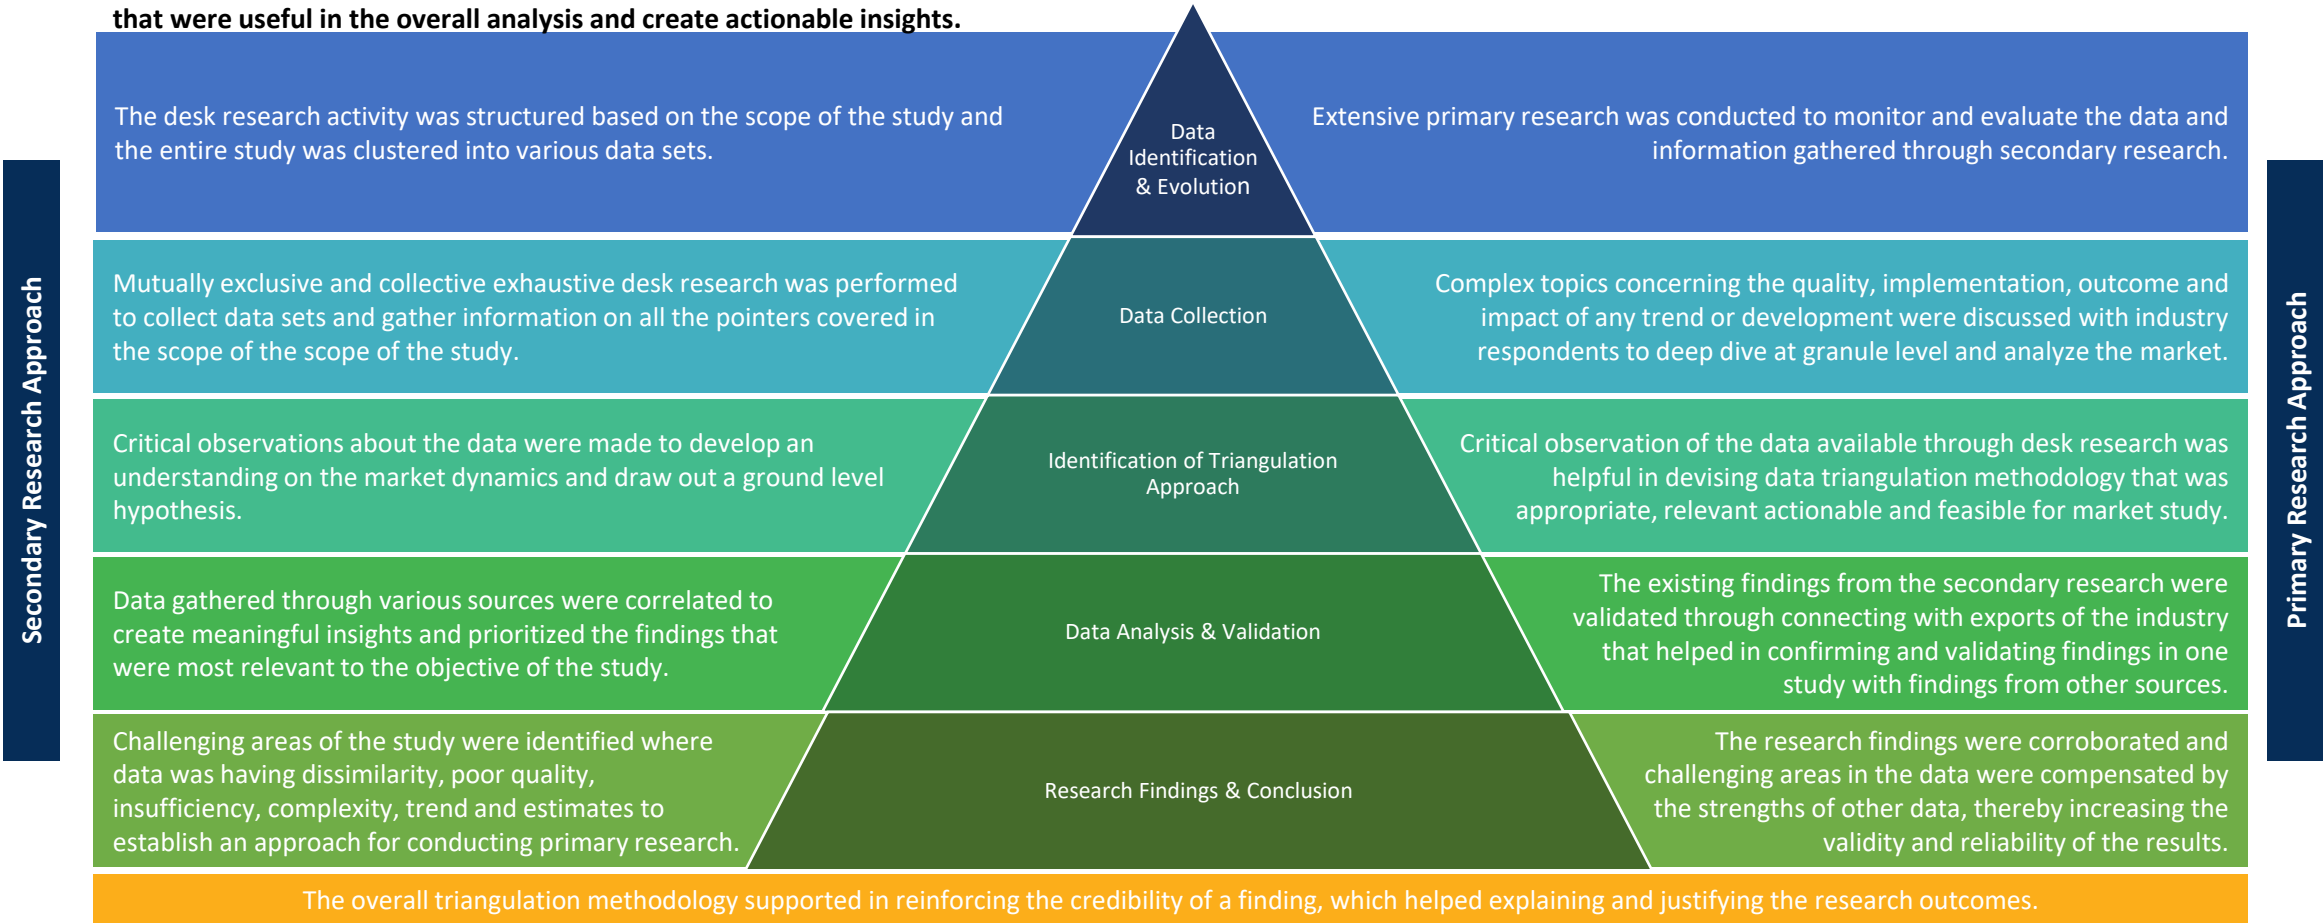 that were useful in the overall analysis and create actionable insights.
Secondary Research Approach
The desk research activity was structured based on the scope of the study and
the entire study was clustered into various data sets.
Data
Identification
& Evolution
Extensive primary research was conducted to monitor and evaluate the data and
information gathered through secondary research.
Mutually exclusive and collective exhaustive desk research was performed
to collect data sets and gather information on all the pointers covered in
the scope of the scope of the study.
Data Collection
Complex topics concerning the quality, implementation, outcome and
impact of any trend or development were discussed with industry
respondents to deep dive at granule level and analyze the market.
Critical observations about the data were made to develop an
understanding on the market dynamics and draw out a ground level
hypothesis.
Identification of Triangulation
Approach
Critical observation of the data available through desk research was
helpful in devising data triangulation methodology that was
appropriate, relevant actionable and feasible for market study.
Data gathered through various sources were correlated to
create meaningful insights and prioritized the findings that
were most relevant to the objective of the study.
Data Analysis & Validation
The existing findings from the secondary research were
validated through connecting with exports of the industry
that helped in confirming and validating findings in one
study with findings from other sources.
Challenging areas of the study were identified where
data was having dissimilarity, poor quality,
insufficiency, complexity, trend and estimates to
establish an approach for conducting primary research.
Research Findings & Conclusion
The research findings were corroborated and
challenging areas in the data were compensated by
the strengths of other data, thereby increasing the
validity and reliability of the results.
Primary Research Approach
The overall triangulation methodology supported in reinforcing the credibility of a finding, which helped explaining and justifying the research outcomes.